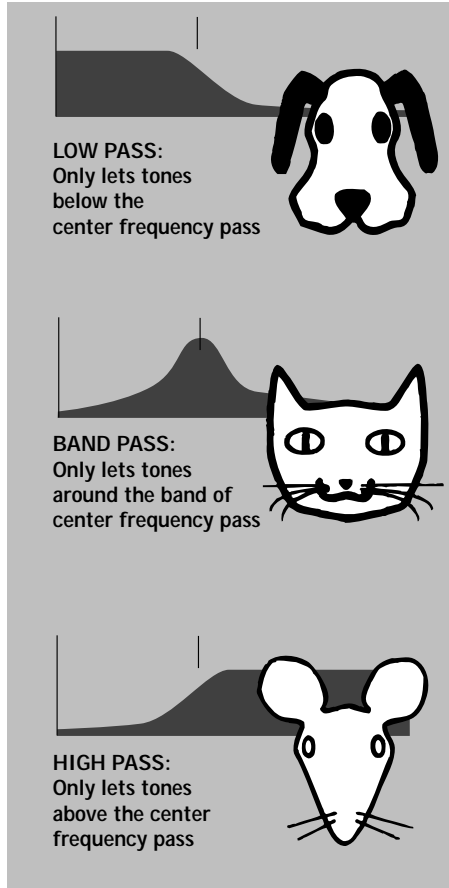 LOW PASS:
Only lets tones
below the
center frequency pass
BAND PASS:
Only lets tones
around the band of
center frequency pass
HIGH PASS:
Only lets tones
above the center
frequency pass